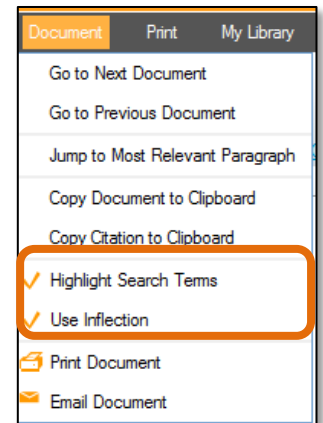 Document Print My Library
Go to Next Document
Go to Previous Document
Jump to Most Relevant Paragraph
Copy Document to Clipboard
Copy Citation to Clipboard
Highlight Search Terms
Use Inflection
Print Document
Email Document